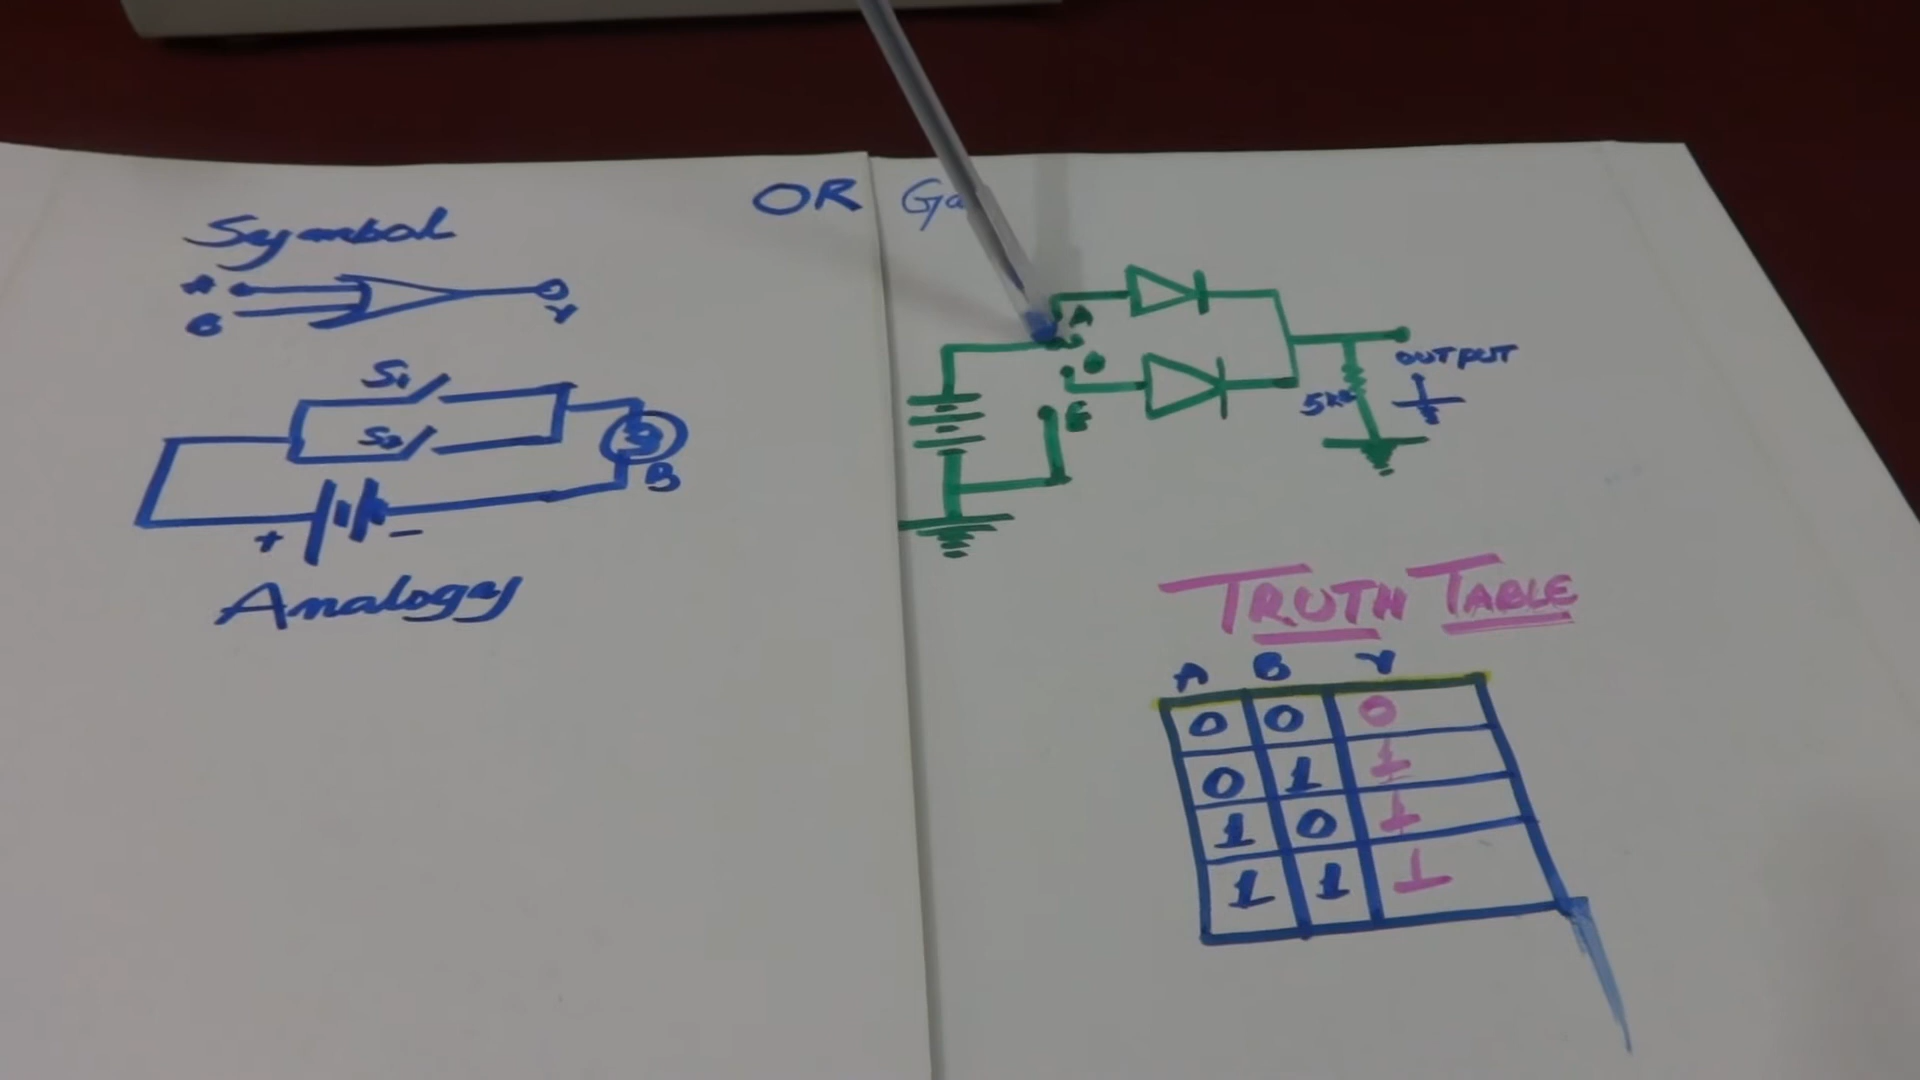 OR Ga
Symbol
A
B
Y
S1
S2
B
+ -
Analogy
A
B
E
OUTPUT
5k
TRUTH TABLE
A B Y
0 0 0
0 1 1
1 0 1
1 1 1